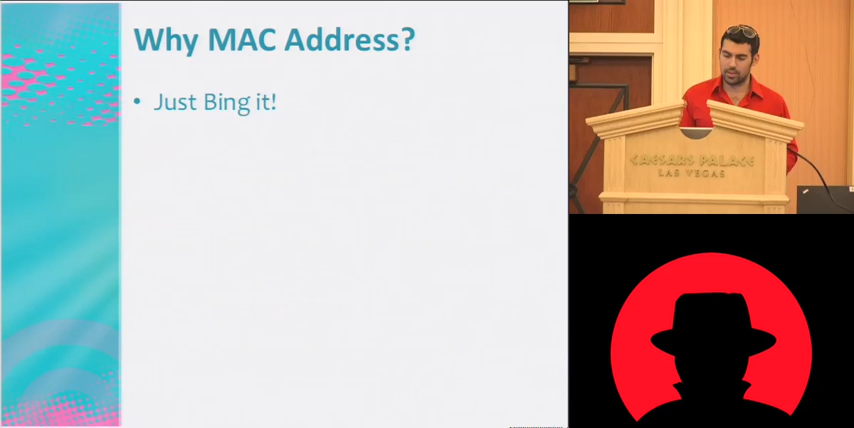 Why MAC Address?
• Just Bing it!
CAESARS PALACE
LAS VEGAS